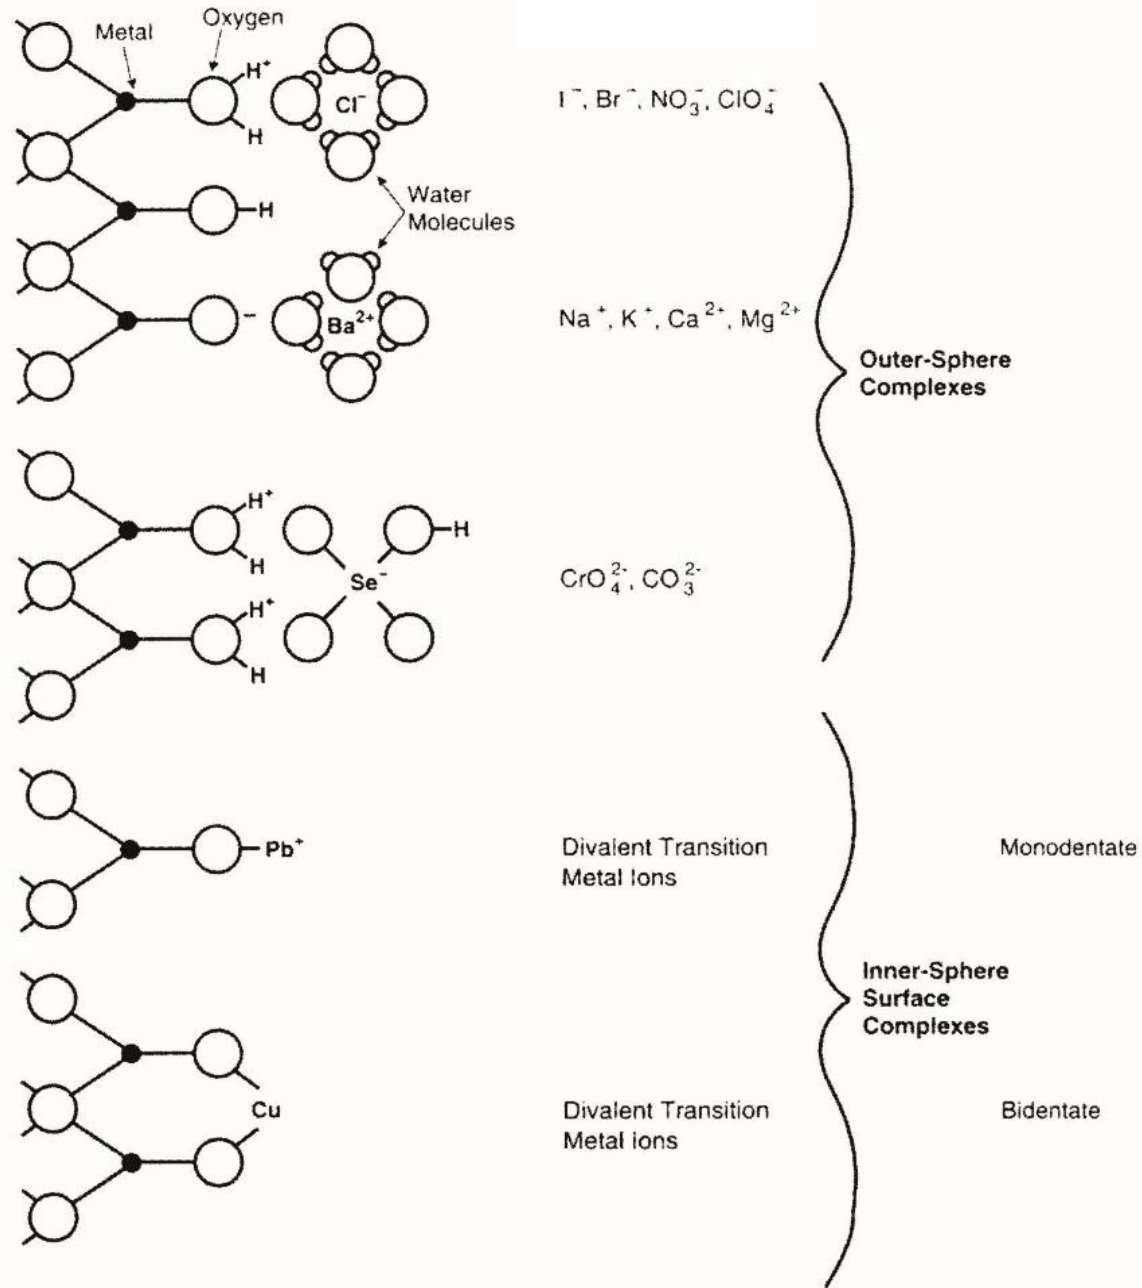 Metal
Oxygen
H⁺
H
Cl⁻
I⁻, Br⁻, NO₃⁻, ClO₄⁻
Water
Molecules
H
–
Ba²⁺
Na⁺, K⁺, Ca²⁺, Mg²⁺
Outer-Sphere
Complexes
H⁺
H
H⁺
H
Se⁻
H
CrO₄²⁻, CO₃²⁻
Pb⁺
Divalent Transition
Metal Ions
Monodentate
Inner-Sphere
Surface
Complexes
Cu
Divalent Transition
Metal Ions
Bidentate